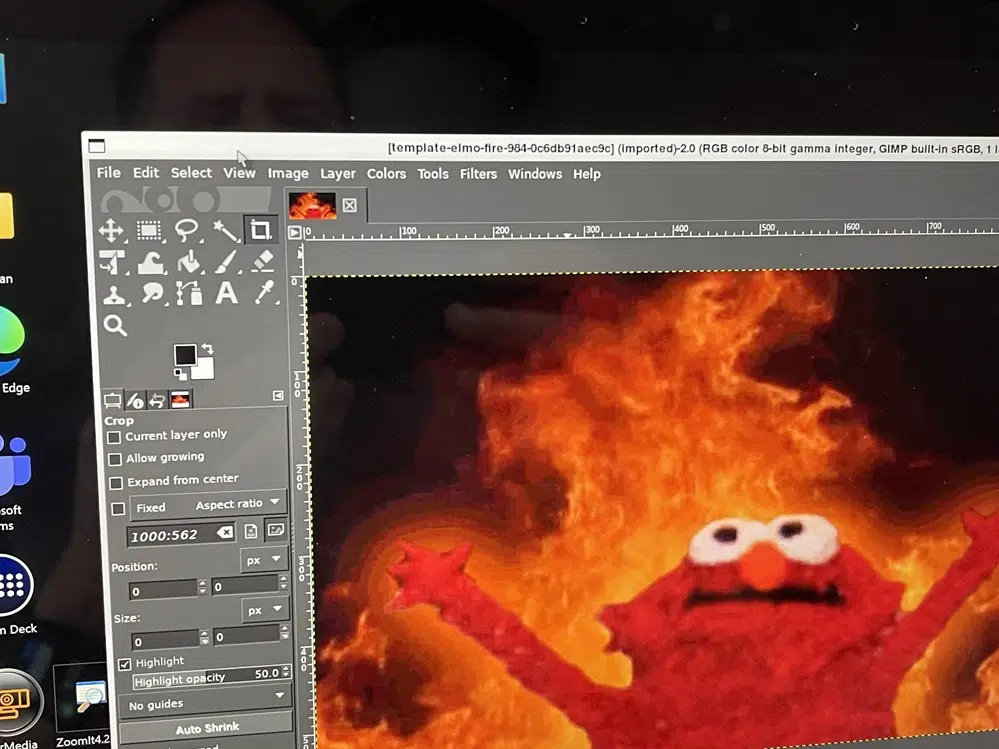 [template-elmo-fire-984-0c6db91aec9c] (imported)-2.0 (RGB color 8-bit gamma integer, GIMP built-in sRGB, 1 l
File Edit Select View Image Layer Colors Tools Filters Windows Help
0 100 200 300 400 500 600 700
0
100
200
300
400
5
A
an
Edge
soft
ms
m Deck
rMedia
ZoomIt4.2
Crop
Current layer only
Allow growing
Expand from center
Fixed Aspect ratio
1000:562
Position:
px
0 0
Size:
px
0 0
Highlight
Highlight opacity 50.0
No guides
Auto Shrink